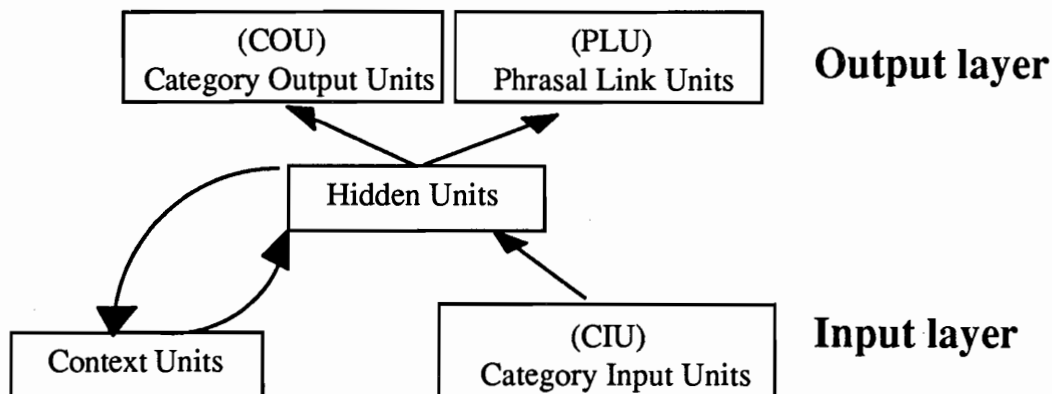 (COU)
Category Output Units
(PLU)
Phrasal Link Units
Output layer
Hidden Units
Context Units
(CIU)
Category Input Units
Input layer